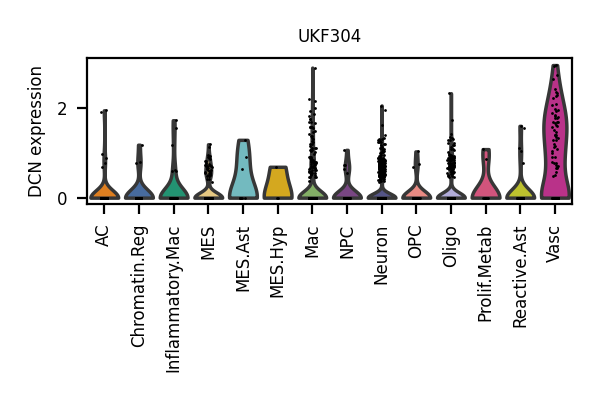 UKF304
DCN expression
2
0
AC
Chromatin.Reg
Inflammatory.Mac
MES
MES.Ast
MES.Hyp
Mac
NPC
Neuron
OPC
Oligo
Prolif.Metab
Reactive.Ast
Vasc